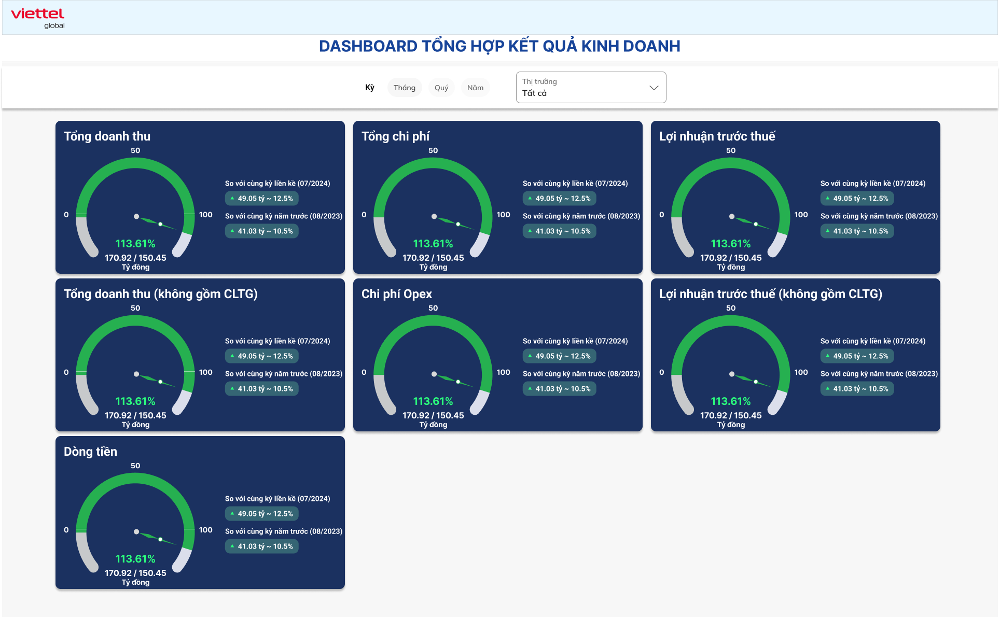 viettel
global
DASHBOARD TỔNG HỢP KẾT QUẢ KINH DOANH
Kỳ
Tháng
Quý
Năm
Thị trường
Tất cả
Tổng doanh thu
50
0
100
113.61%
170.92 / 150.45
Tỷ đồng
So với cùng kỳ liền kề (07/2024)
49.05 tỷ ~ 12.5%
So với cùng kỳ năm trước (08/2023)
41.03 tỷ ~ 10.5%
Tổng chi phí
50
0
100
113.61%
170.92 / 150.45
Tỷ đồng
So với cùng kỳ liền kề (07/2024)
49.05 tỷ ~ 12.5%
So với cùng kỳ năm trước (08/2023)
41.03 tỷ ~ 10.5%
Lợi nhuận trước thuế
50
0
100
113.61%
170.92 / 150.45
Tỷ đồng
So với cùng kỳ liền kề (07/2024)
49.05 tỷ ~ 12.5%
So với cùng kỳ năm trước (08/2023)
41.03 tỷ ~ 10.5%
Tổng doanh thu (không gồm CLTG)
50
0
100
113.61%
170.92 / 150.45
Tỷ đồng
So với cùng kỳ liền kề (07/2024)
49.05 tỷ ~ 12.5%
So với cùng kỳ năm trước (08/2023)
41.03 tỷ ~ 10.5%
Chi phí Opex
50
0
100
113.61%
170.92 / 150.45
Tỷ đồng
So với cùng kỳ liền kề (07/2024)
49.05 tỷ ~ 12.5%
So với cùng kỳ năm trước (08/2023)
41.03 tỷ ~ 10.5%
Lợi nhuận trước thuế (không gồm CLTG)
50
0
100
113.61%
170.92 / 150.45
Tỷ đồng
So với cùng kỳ liền kề (07/2024)
49.05 tỷ ~ 12.5%
So với cùng kỳ năm trước (08/2023)
41.03 tỷ ~ 10.5%
Dòng tiền
50
0
100
113.61%
170.92 / 150.45
Tỷ đồng
So với cùng kỳ liền kề (07/2024)
49.05 tỷ ~ 12.5%
So với cùng kỳ năm trước (08/2023)
41.03 tỷ ~ 10.5%